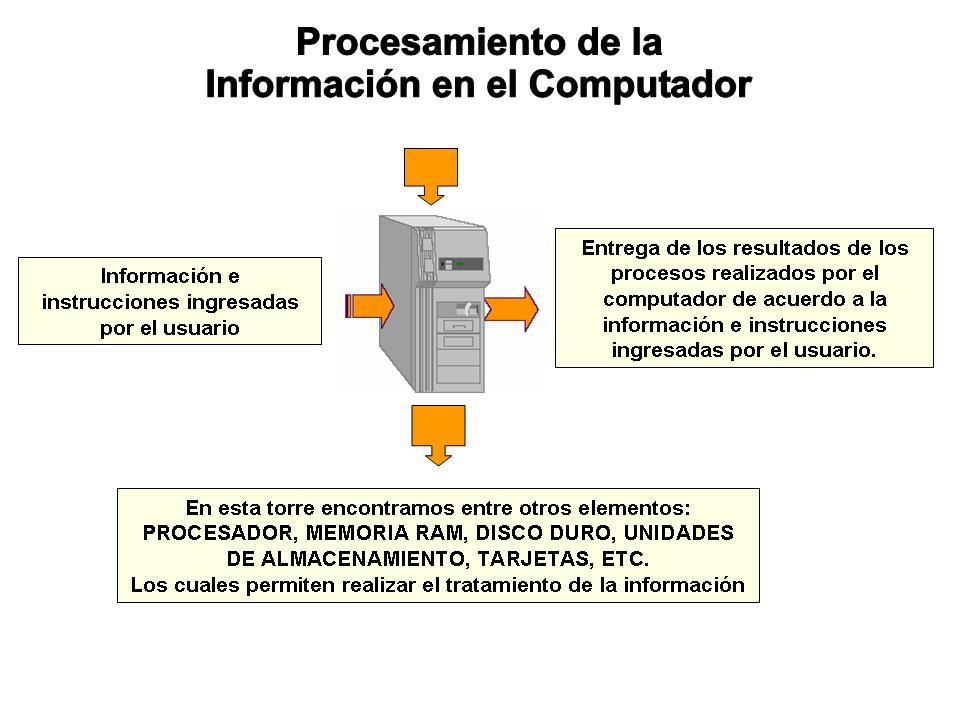 Procesamiento de la
Información en el Computador
Información e
instrucciones ingresadas
por el usuario
Entrega de los resultados de los
procesos realizados por el
computador de acuerdo a la
información e instrucciones
ingresadas por el usuario.
En esta torre encontramos entre otros elementos:
PROCESADOR, MEMORIA RAM, DISCO DURO, UNIDADES
DE ALMACENAMIENTO, TARJETAS, ETC.
Los cuales permiten realizar el tratamiento de la información